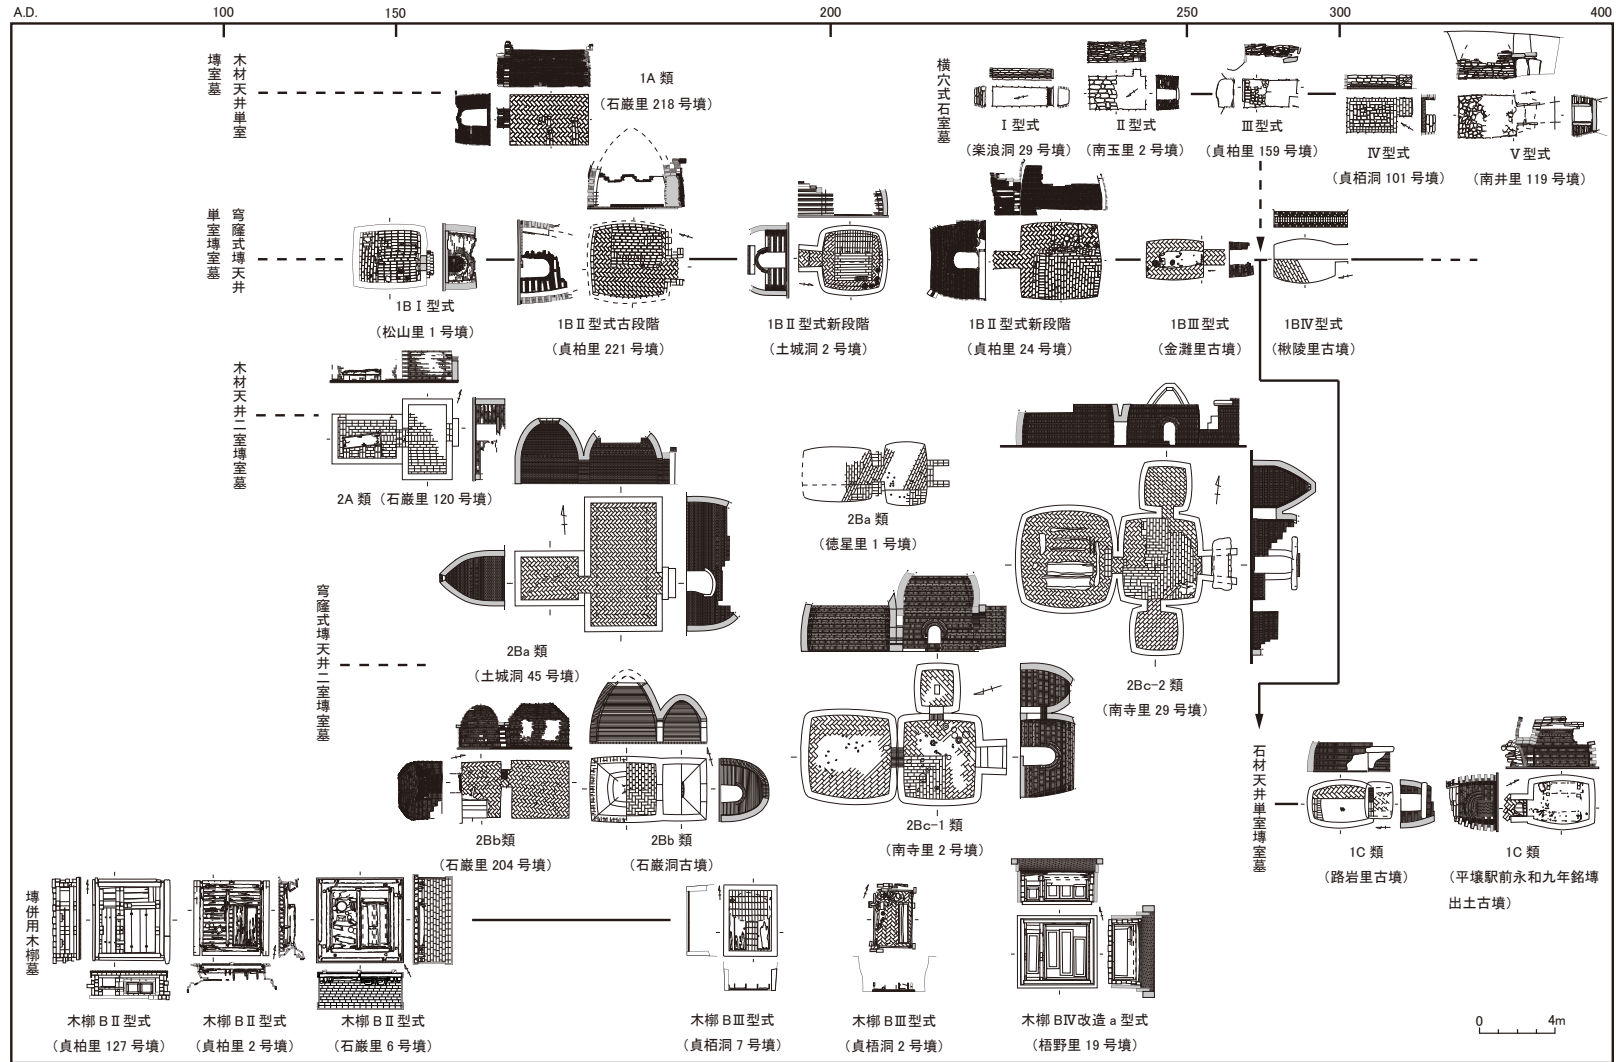 A.D. 100 150 200 250 300 400
木材天井単室
塼室墓
1A 類
(石巌里 218 号墳)
横穴式石室墓
Ⅰ型式
(楽浪洞 29 号墳)
Ⅱ型式
(南玉里 2 号墳)
Ⅲ型式
(貞柏里 159 号墳)
Ⅳ型式
(貞栢洞 101 号墳)
Ⅴ型式
(南井里 119 号墳)
穹窿式塼天井
単室塼室墓
1BⅠ型式
(松山里 1 号墳)
1BⅡ型式古段階
(貞柏里 221 号墳)
1BⅡ型式新段階
(土城洞 2 号墳)
1BⅡ型式新段階
(貞柏里 24 号墳)
1BⅢ型式
(金灘里古墳)
1BⅣ型式
(楸陵里古墳)
木材天井二室塼室墓
2A 類(石巌里 120 号墳)
穹窿式塼天井二室塼室墓
2Ba 類
(土城洞 45 号墳)
2Ba 類
(徳星里 1 号墳)
2Bb類
(石巌里 204 号墳)
2Bb 類
(石巌洞古墳)
2Bc-1 類
(南寺里 2 号墳)
2Bc-2 類
(南寺里 29 号墳)
石材天井単室塼室墓
1C 類
(路岩里古墳)
1C 類
(平壌駅前永和九年銘塼
出土古墳)
塼併用木槨墓
木槨 BⅡ型式
(貞柏里 127 号墳)
木槨 BⅡ型式
(貞柏里 2 号墳)
木槨 BⅡ型式
(石巌里 6 号墳)
木槨 BⅢ型式
(貞栢洞 7 号墳)
木槨 BⅢ型式
(貞梧洞 2 号墳)
木槨 BⅣ改造 a 型式
(梧野里 19 号墳)
0 4m